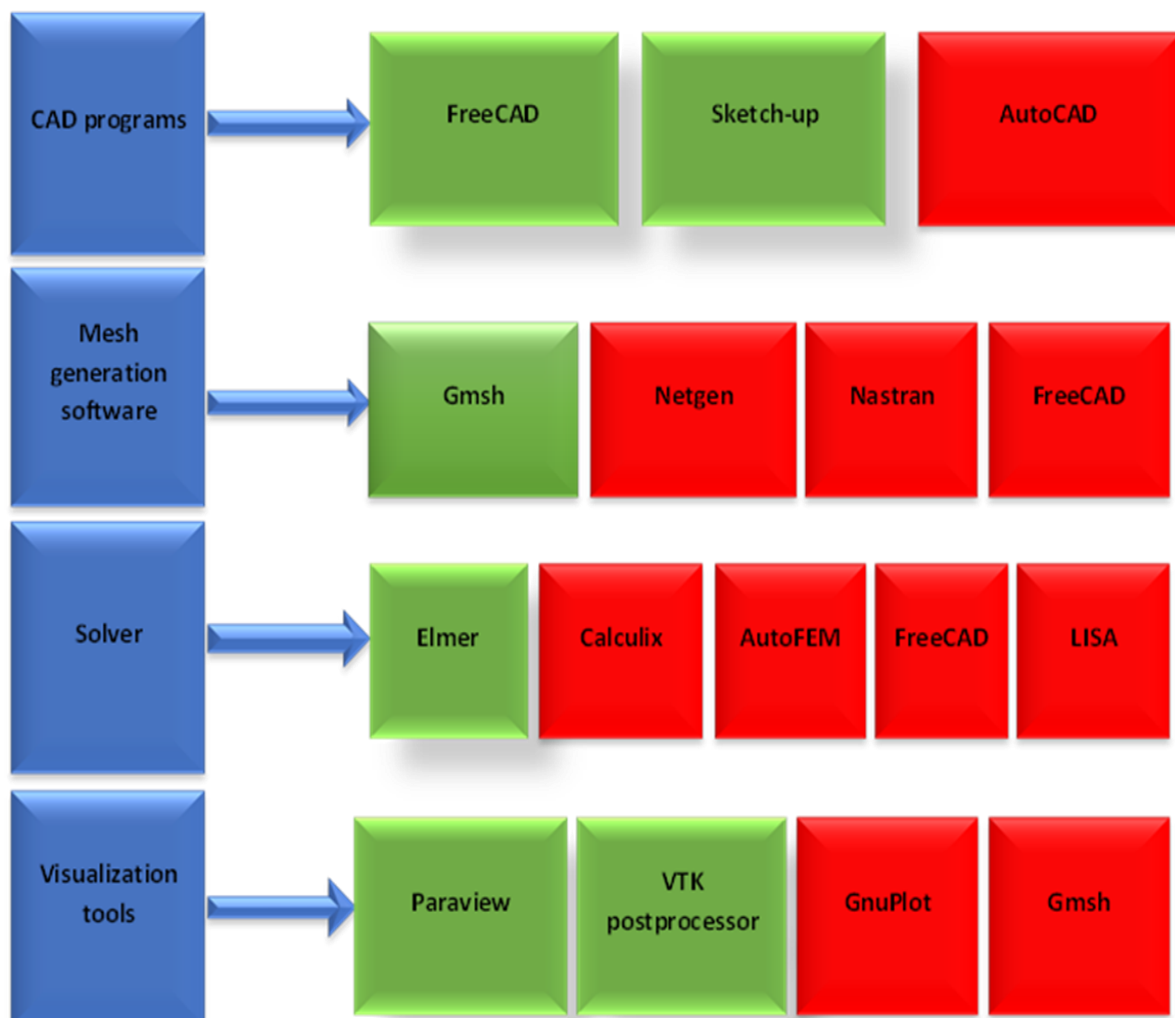 CAD programs
FreeCAD
Sketch-up
AutoCAD
Mesh
generation
software
Gmsh
Netgen
Nastran
FreeCAD
Solver
Elmer
Calculix
AutoFEM
FreeCAD
LISA
Visualization
tools
Paraview
VTK
postprocessor
GnuPlot
Gmsh